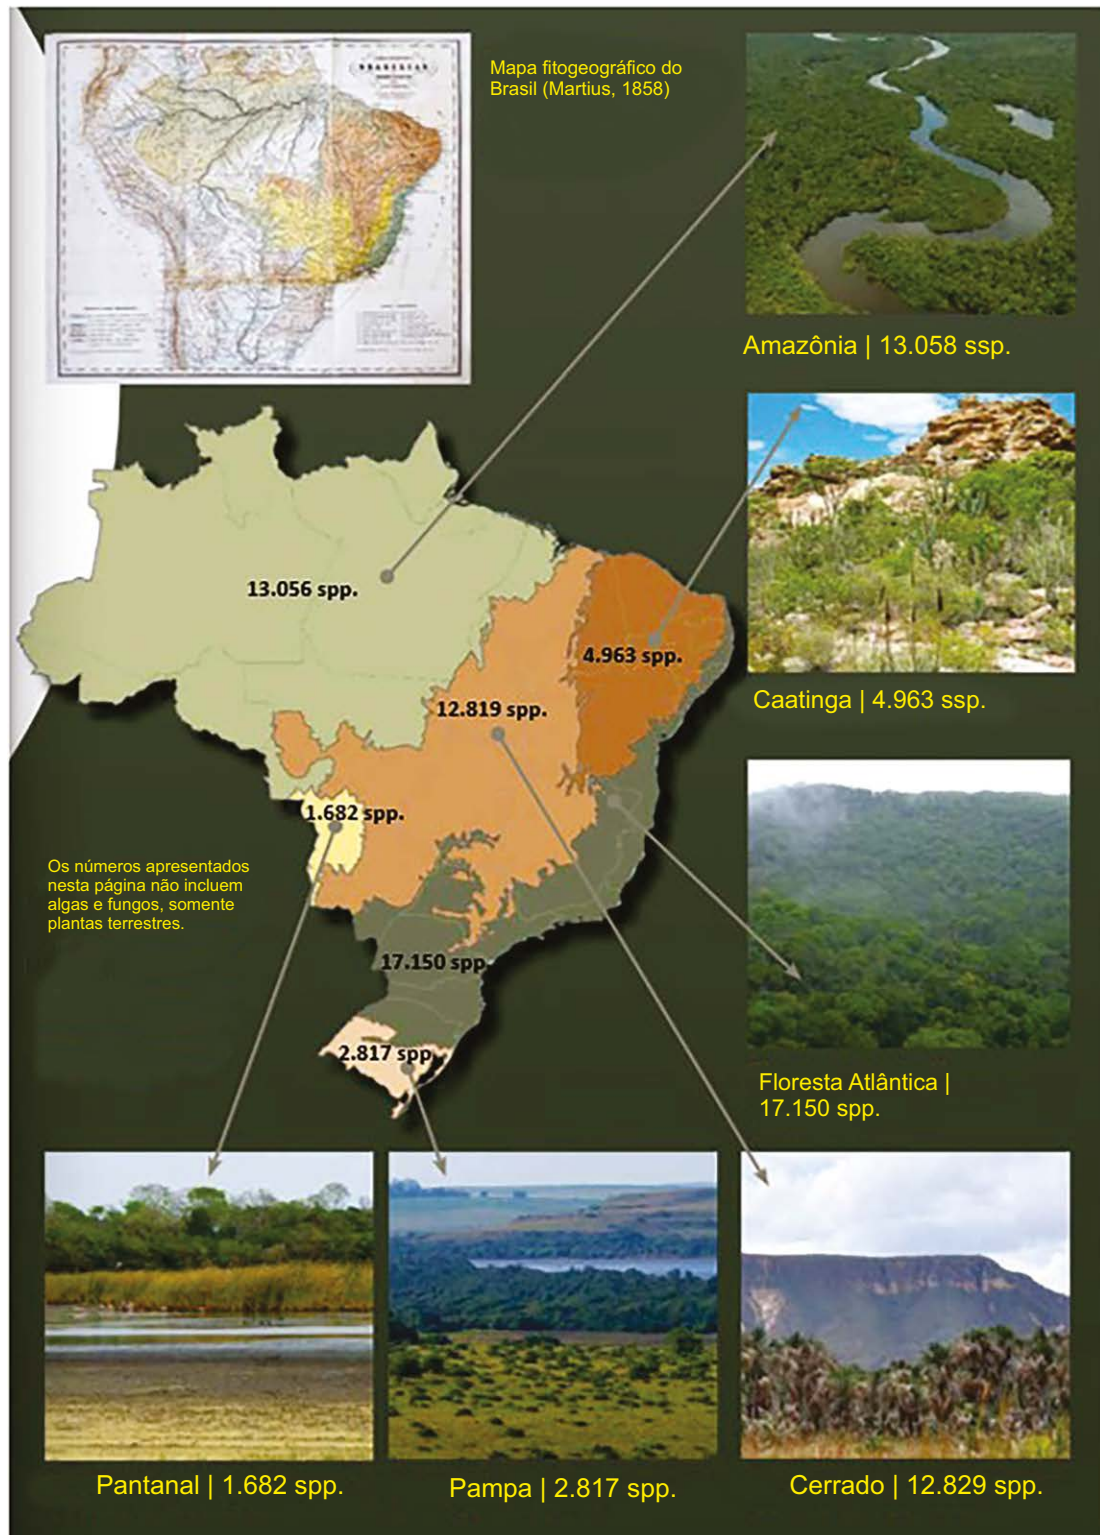 BRASILIAE
Mapa fitogeográfico do
Brasil (Martius, 1858)
Amazônia | 13.058 ssp.
13.056 spp.
4.963 spp.
Caatinga | 4.963 ssp.
12.819 spp.
1.682 spp.
Os números apresentados
nesta página não incluem
algas e fungos, somente
plantas terrestres.
17.150 spp.
2.817 spp
Floresta Atlântica |
17.150 spp.
Pantanal | 1.682 spp.
Pampa | 2.817 spp.
Cerrado | 12.829 spp.